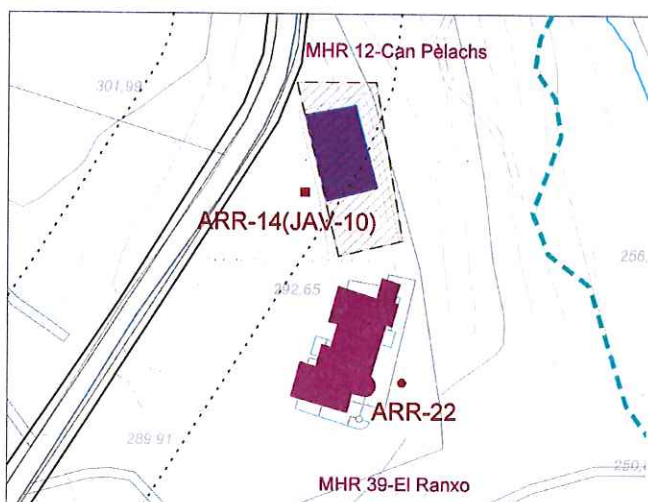 MHR 12-Can Pèlachs
301,98
ARR-14(JAV-10)
292,65
256,
ARR-22
289.91
250,
MHR 39-El Ranxo